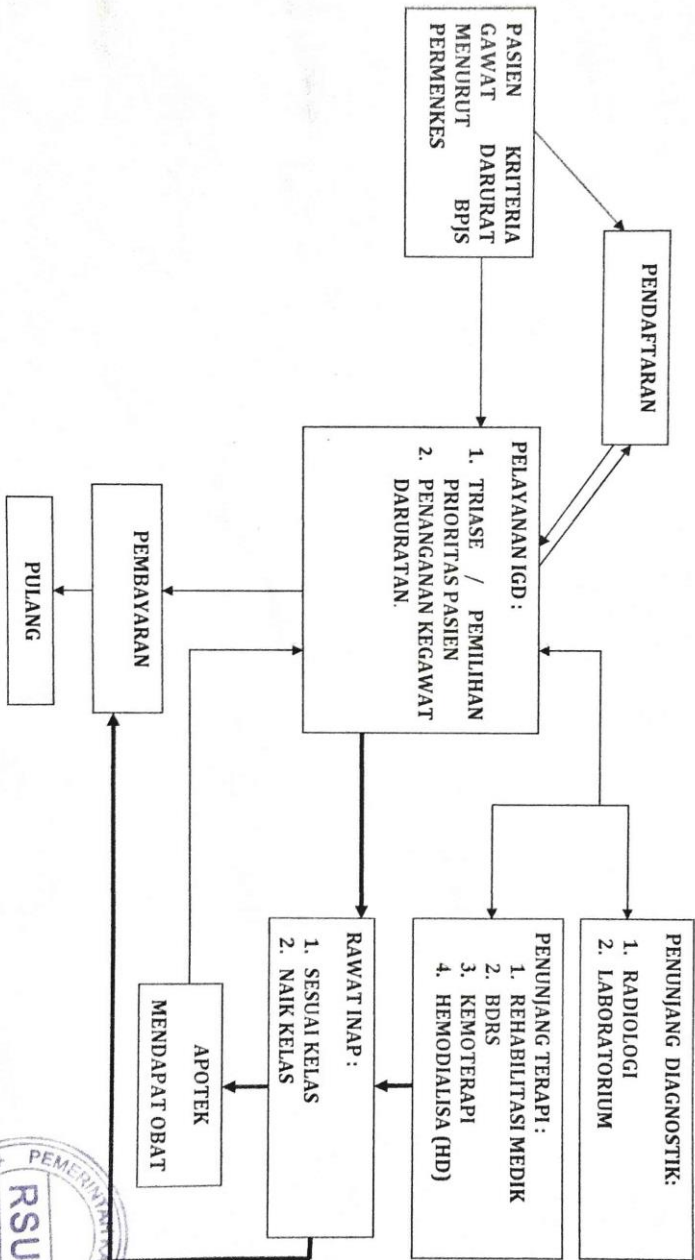 PASIEN KRITERIA
GAWAT DARURAT
MENURUT BPJS
PERMENKES
PENDAFTARAN
PELAYANAN IGD :
1. TRIASE / PEMILIHAN
PRIORITAS PASIEN
2. PENANGANAN KEGAWAT
DARURATAN.
PEMBAYARAN
PULANG
PENUNJANG DIAGNOSTIK:
1. RADIOLOGI
2. LABORATORIUM
PENUNJANG TERAPI :
1. REHABILITASI MEDIK
2. BDRS
3. KEMOTERAPI
4. HEMODIALISA (HD)
RAWAT INAP :
1. SESUAI KELAS
2. NAIK KELAS
APOTEK
MENDAPAT OBAT
PEMERINTAH K
RSU